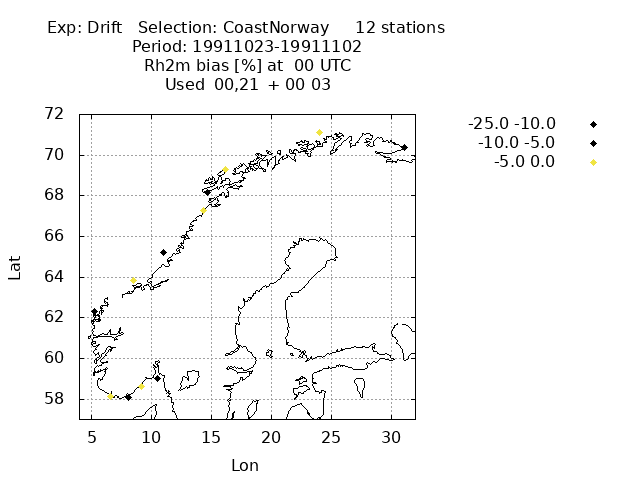 Exp: Drift   Selection: CoastNorway     12 stations
Period: 19911023-19911102
Rh2m bias [%] at  00 UTC
Used  00,21  + 00 03
-25.0 -10.0
-10.0 -5.0
-5.0 0.0
72
70
68
66
64
62
60
58
Lat
5 10 15 20 25 30
Lon